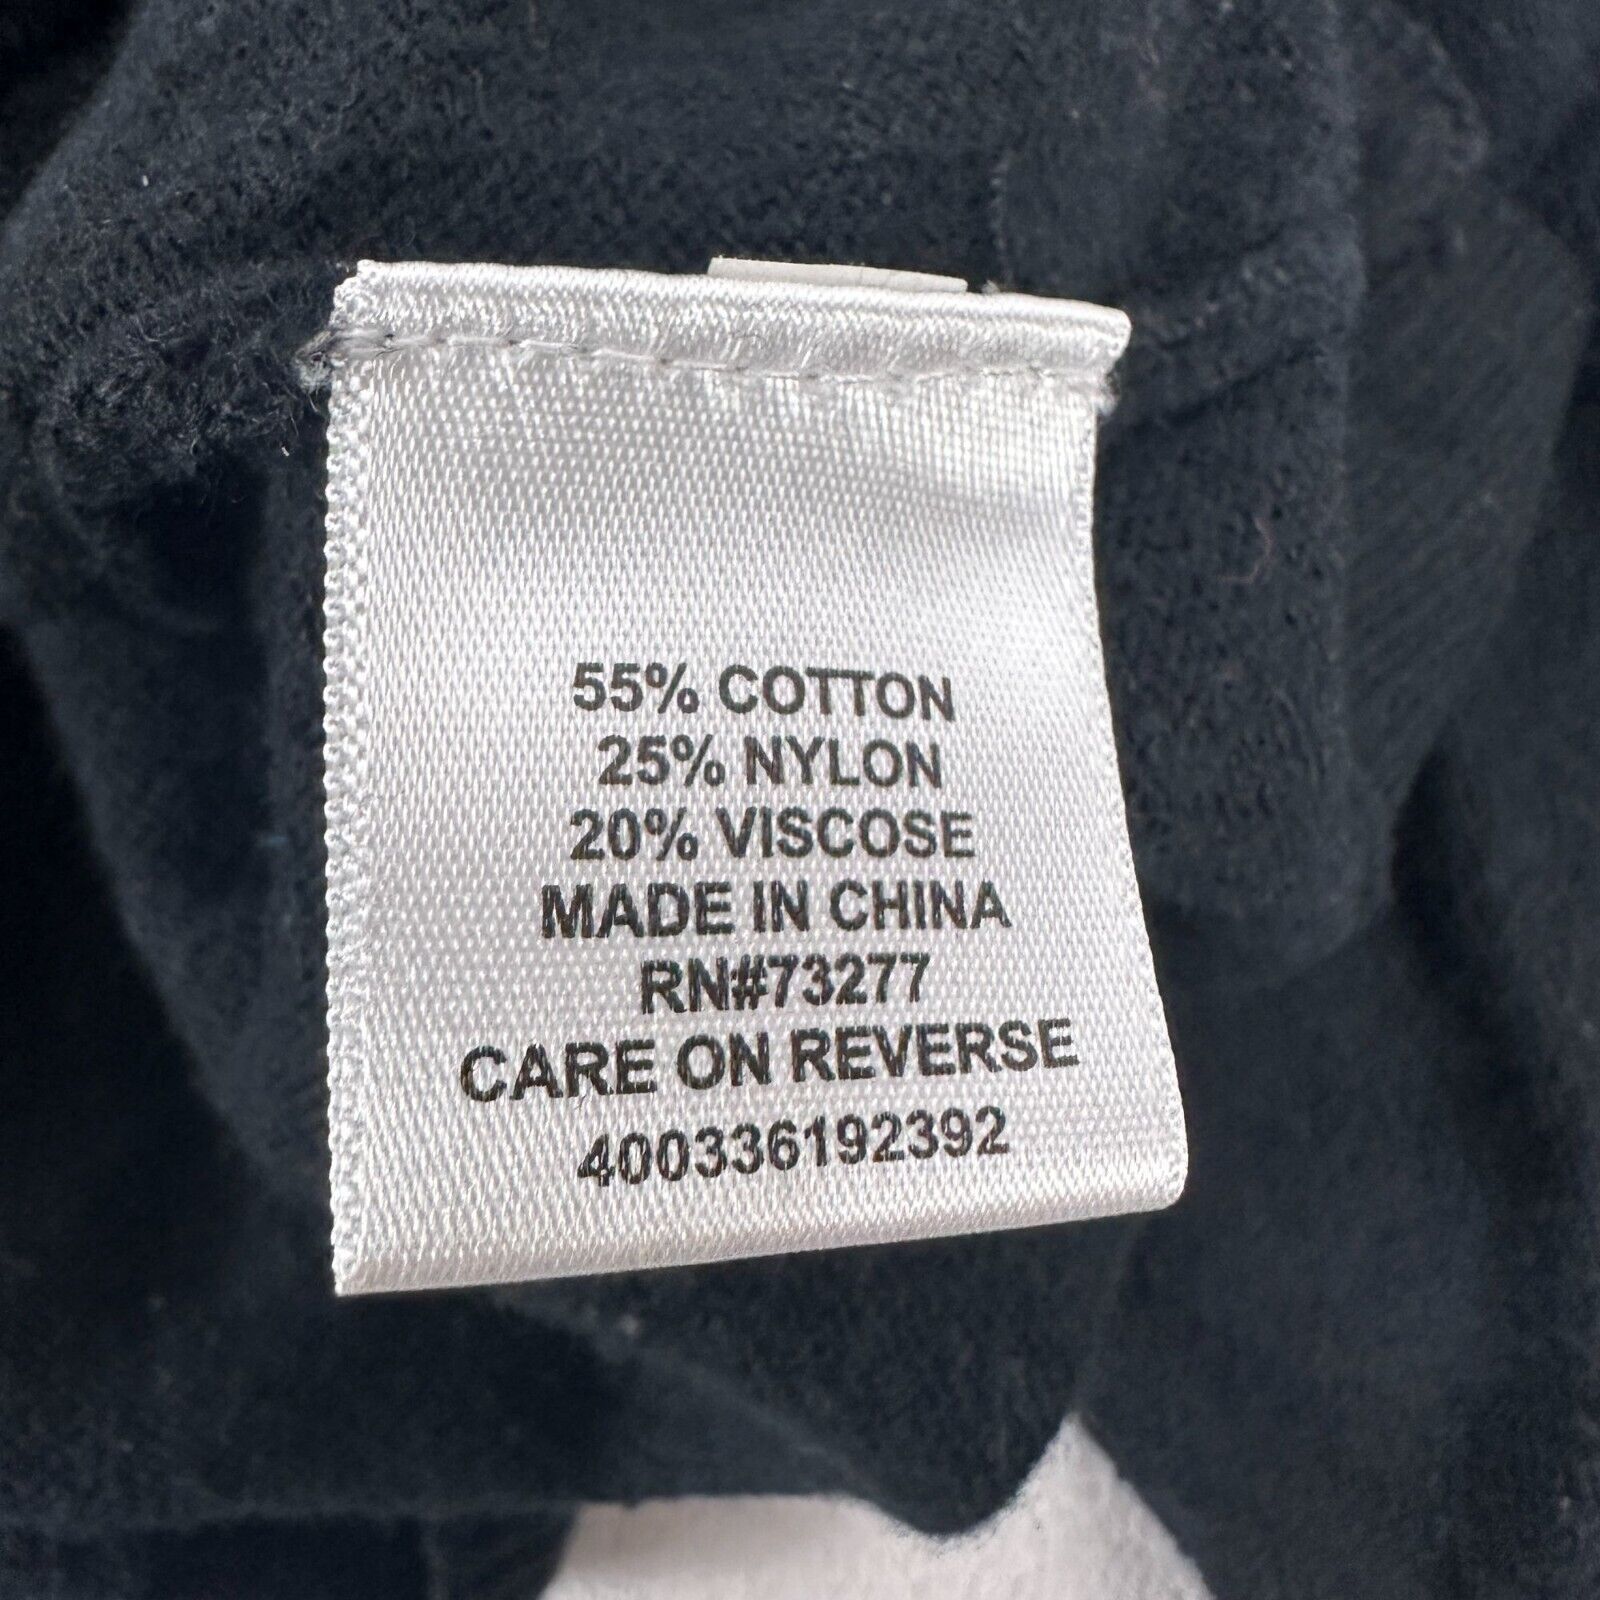 55% COTTON
25% NYLON
20% VISCOSE
MADE IN CHINA
RN#73277
CARE ON REVERSE
400336192392